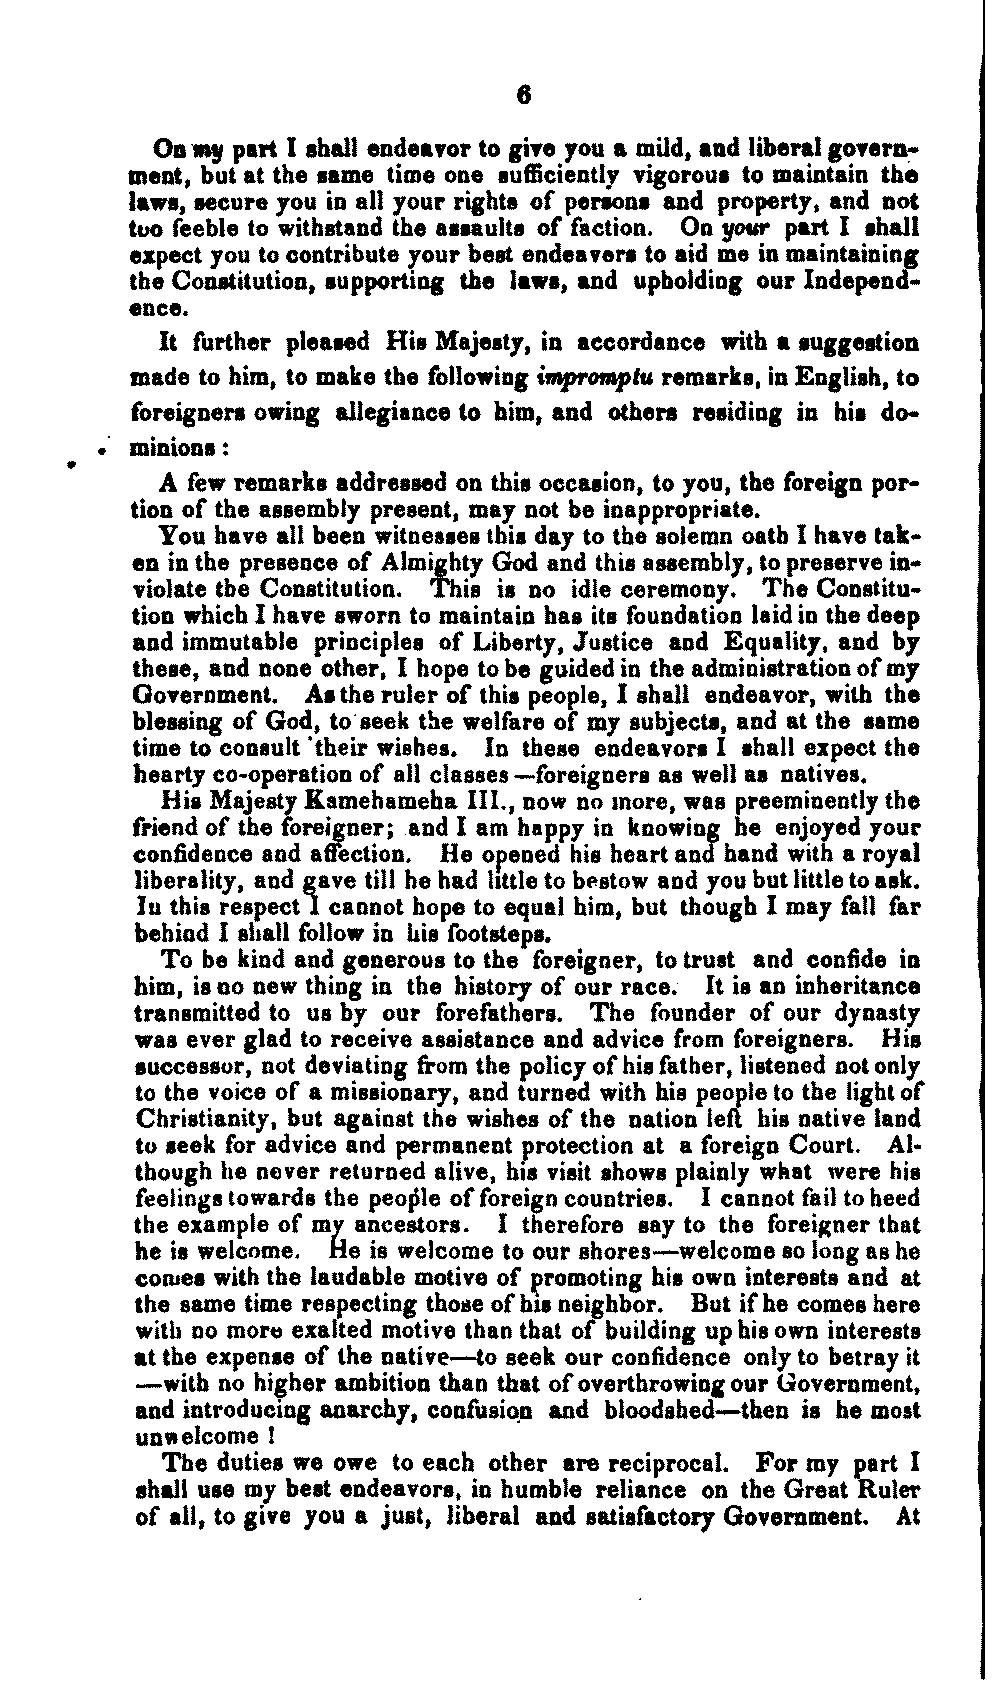 6
On my part I shall endeavor to give you a mild, and liberal govern-
ment, but at the same time one sufficiently vigorous to maintain the
laws, secure you in all your rights of persons and property, and not
too feeble to withstand the assaults of faction. On your part I shall
expect you to contribute your best endeavers to aid me in maintaining
the Constitution, supporting the laws, and upholding our Independ-
ence.
It further pleased His Majesty, in accordance with a suggestion
made to him, to make the following impromptu remarks, in English, to
foreigners owing allegiance to him, and others residing in his do-
minions :
A few remarks addressed on this occasion, to you, the foreign por-
tion of the assembly present, may not be inappropriate.
You have all been witnesses this day to the solemn oath I have tak-
en in the presence of Almighty God and this assembly, to preserve in-
violate the Constitution. This is no idle ceremony. The Constitu-
tion which I have sworn to maintain has its foundation laid in the deep
and immutable principles of Liberty, Justice and Equality, and by
these, and none other, I hope to be guided in the administration of my
Government. As the ruler of this people, I shall endeavor, with the
blessing of God, to seek the welfare of my subjects, and at the same
time to consult their wishes. In these endeavors I shall expect the
hearty co-operation of all classes—foreigners as well as natives.
His Majesty Kamehameha III., now no more, was preeminently the
friend of the foreigner; and I am happy in knowing he enjoyed your
confidence and affection. He opened his heart and hand with a royal
liberality, and gave till he had little to bestow and you but little to ask.
In this respect I cannot hope to equal him, but though I may fall far
behind I shall follow in his footsteps.
To be kind and generous to the foreigner, to trust and confide in
him, is no new thing in the history of our race. It is an inheritance
transmitted to us by our forefathers. The founder of our dynasty
was ever glad to receive assistance and advice from foreigners. His
successor, not deviating from the policy of his father, listened not only
to the voice of a missionary, and turned with his people to the light of
Christianity, but against the wishes of the nation left his native land
to seek for advice and permanent protection at a foreign Court. Al-
though he never returned alive, his visit shows plainly what were his
feelings towards the people of foreign countries. I cannot fail to heed
the example of my ancestors. I therefore say to the foreigner that
he is welcome. He is welcome to our shores—welcome so long as he
comes with the laudable motive of promoting his own interests and at
the same time respecting those of his neighbor. But if he comes here
with no more exalted motive than that of building up his own interests
at the expense of the native—to seek our confidence only to betray it
—with no higher ambition than that of overthrowing our Government,
and introducing anarchy, confusion and bloodshed—then is he most
unwelcome !
The duties we owe to each other are reciprocal. For my part I
shall use my best endeavors, in humble reliance on the Great Ruler
of all, to give you a just, liberal and satisfactory Government. At